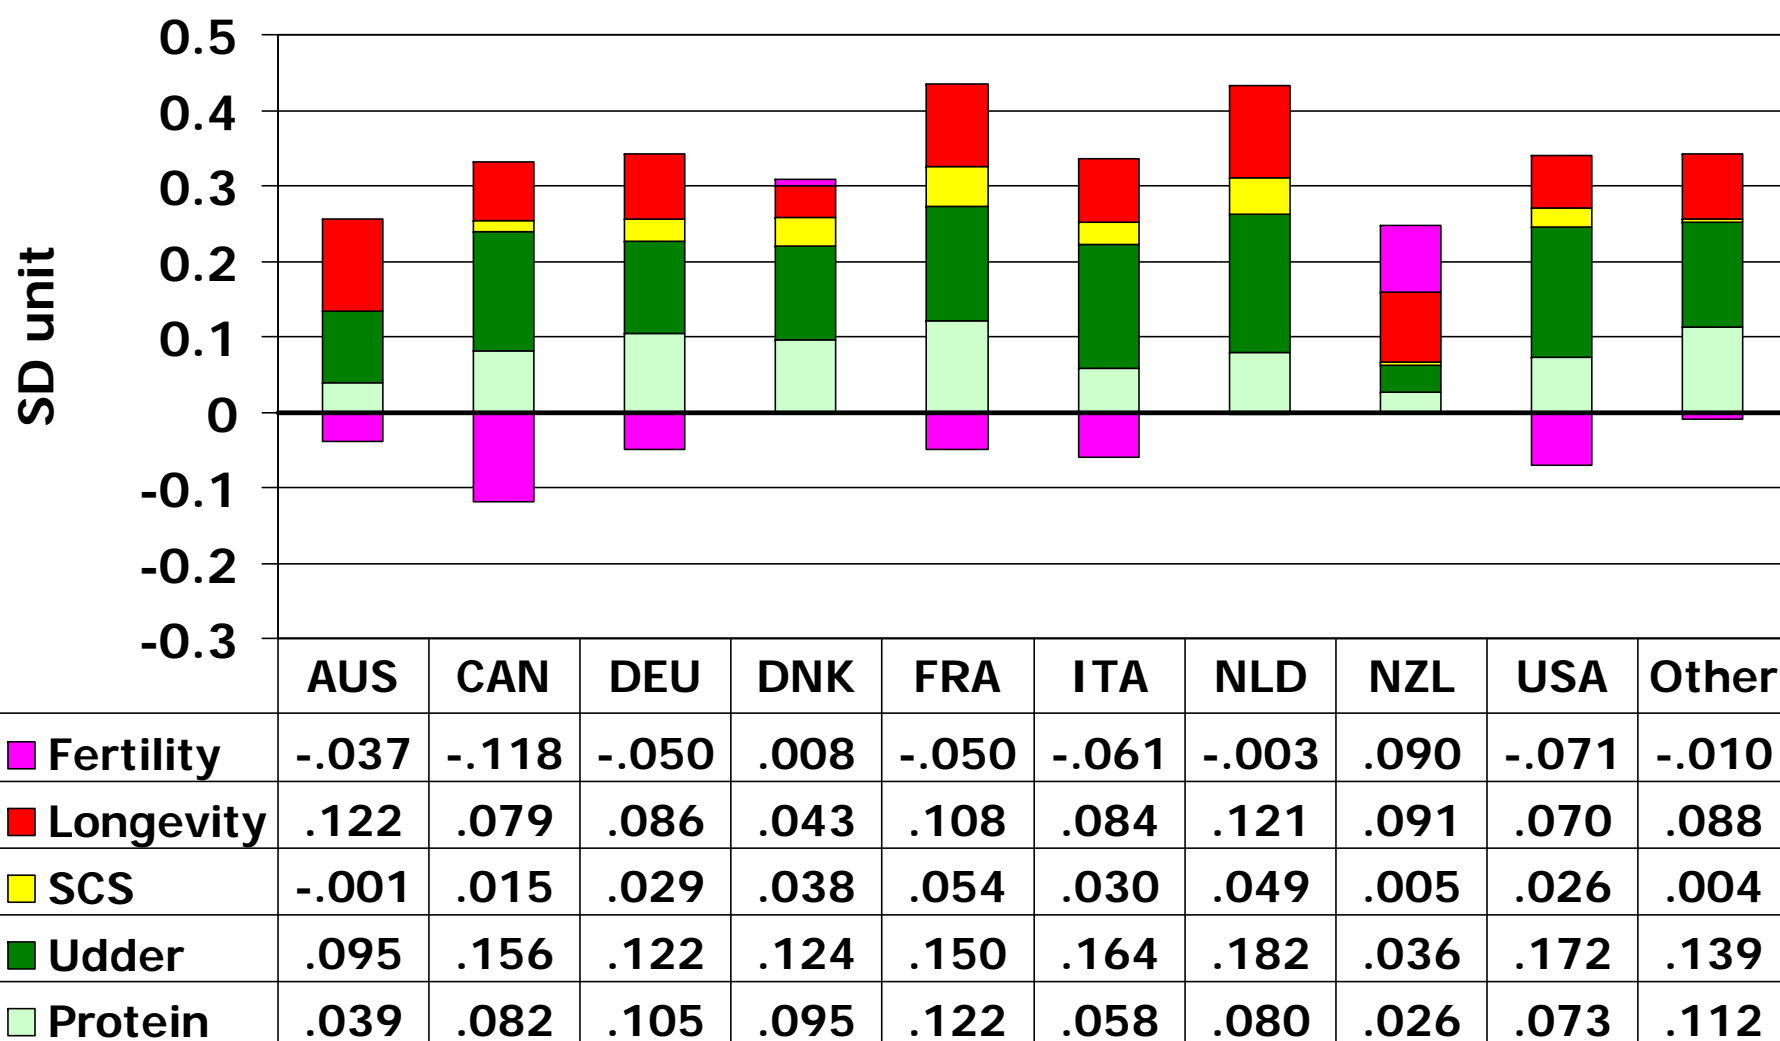 SD unit
0.5
0.4
0.3
0.2
0.1
0
-0.1
-0.2
-0.3
AUS CAN DEU DNK FRA ITA NLD NZL USA Other
Fertility -.037 -.118 -.050 .008 -.050 -.061 -.003 .090 -.071 -.010
Longevity .122 .079 .086 .043 .108 .084 .121 .091 .070 .088
SCS -.001 .015 .029 .038 .054 .030 .049 .005 .026 .004
Udder .095 .156 .122 .124 .150 .164 .182 .036 .172 .139
Protein .039 .082 .105 .095 .122 .058 .080 .026 .073 .112